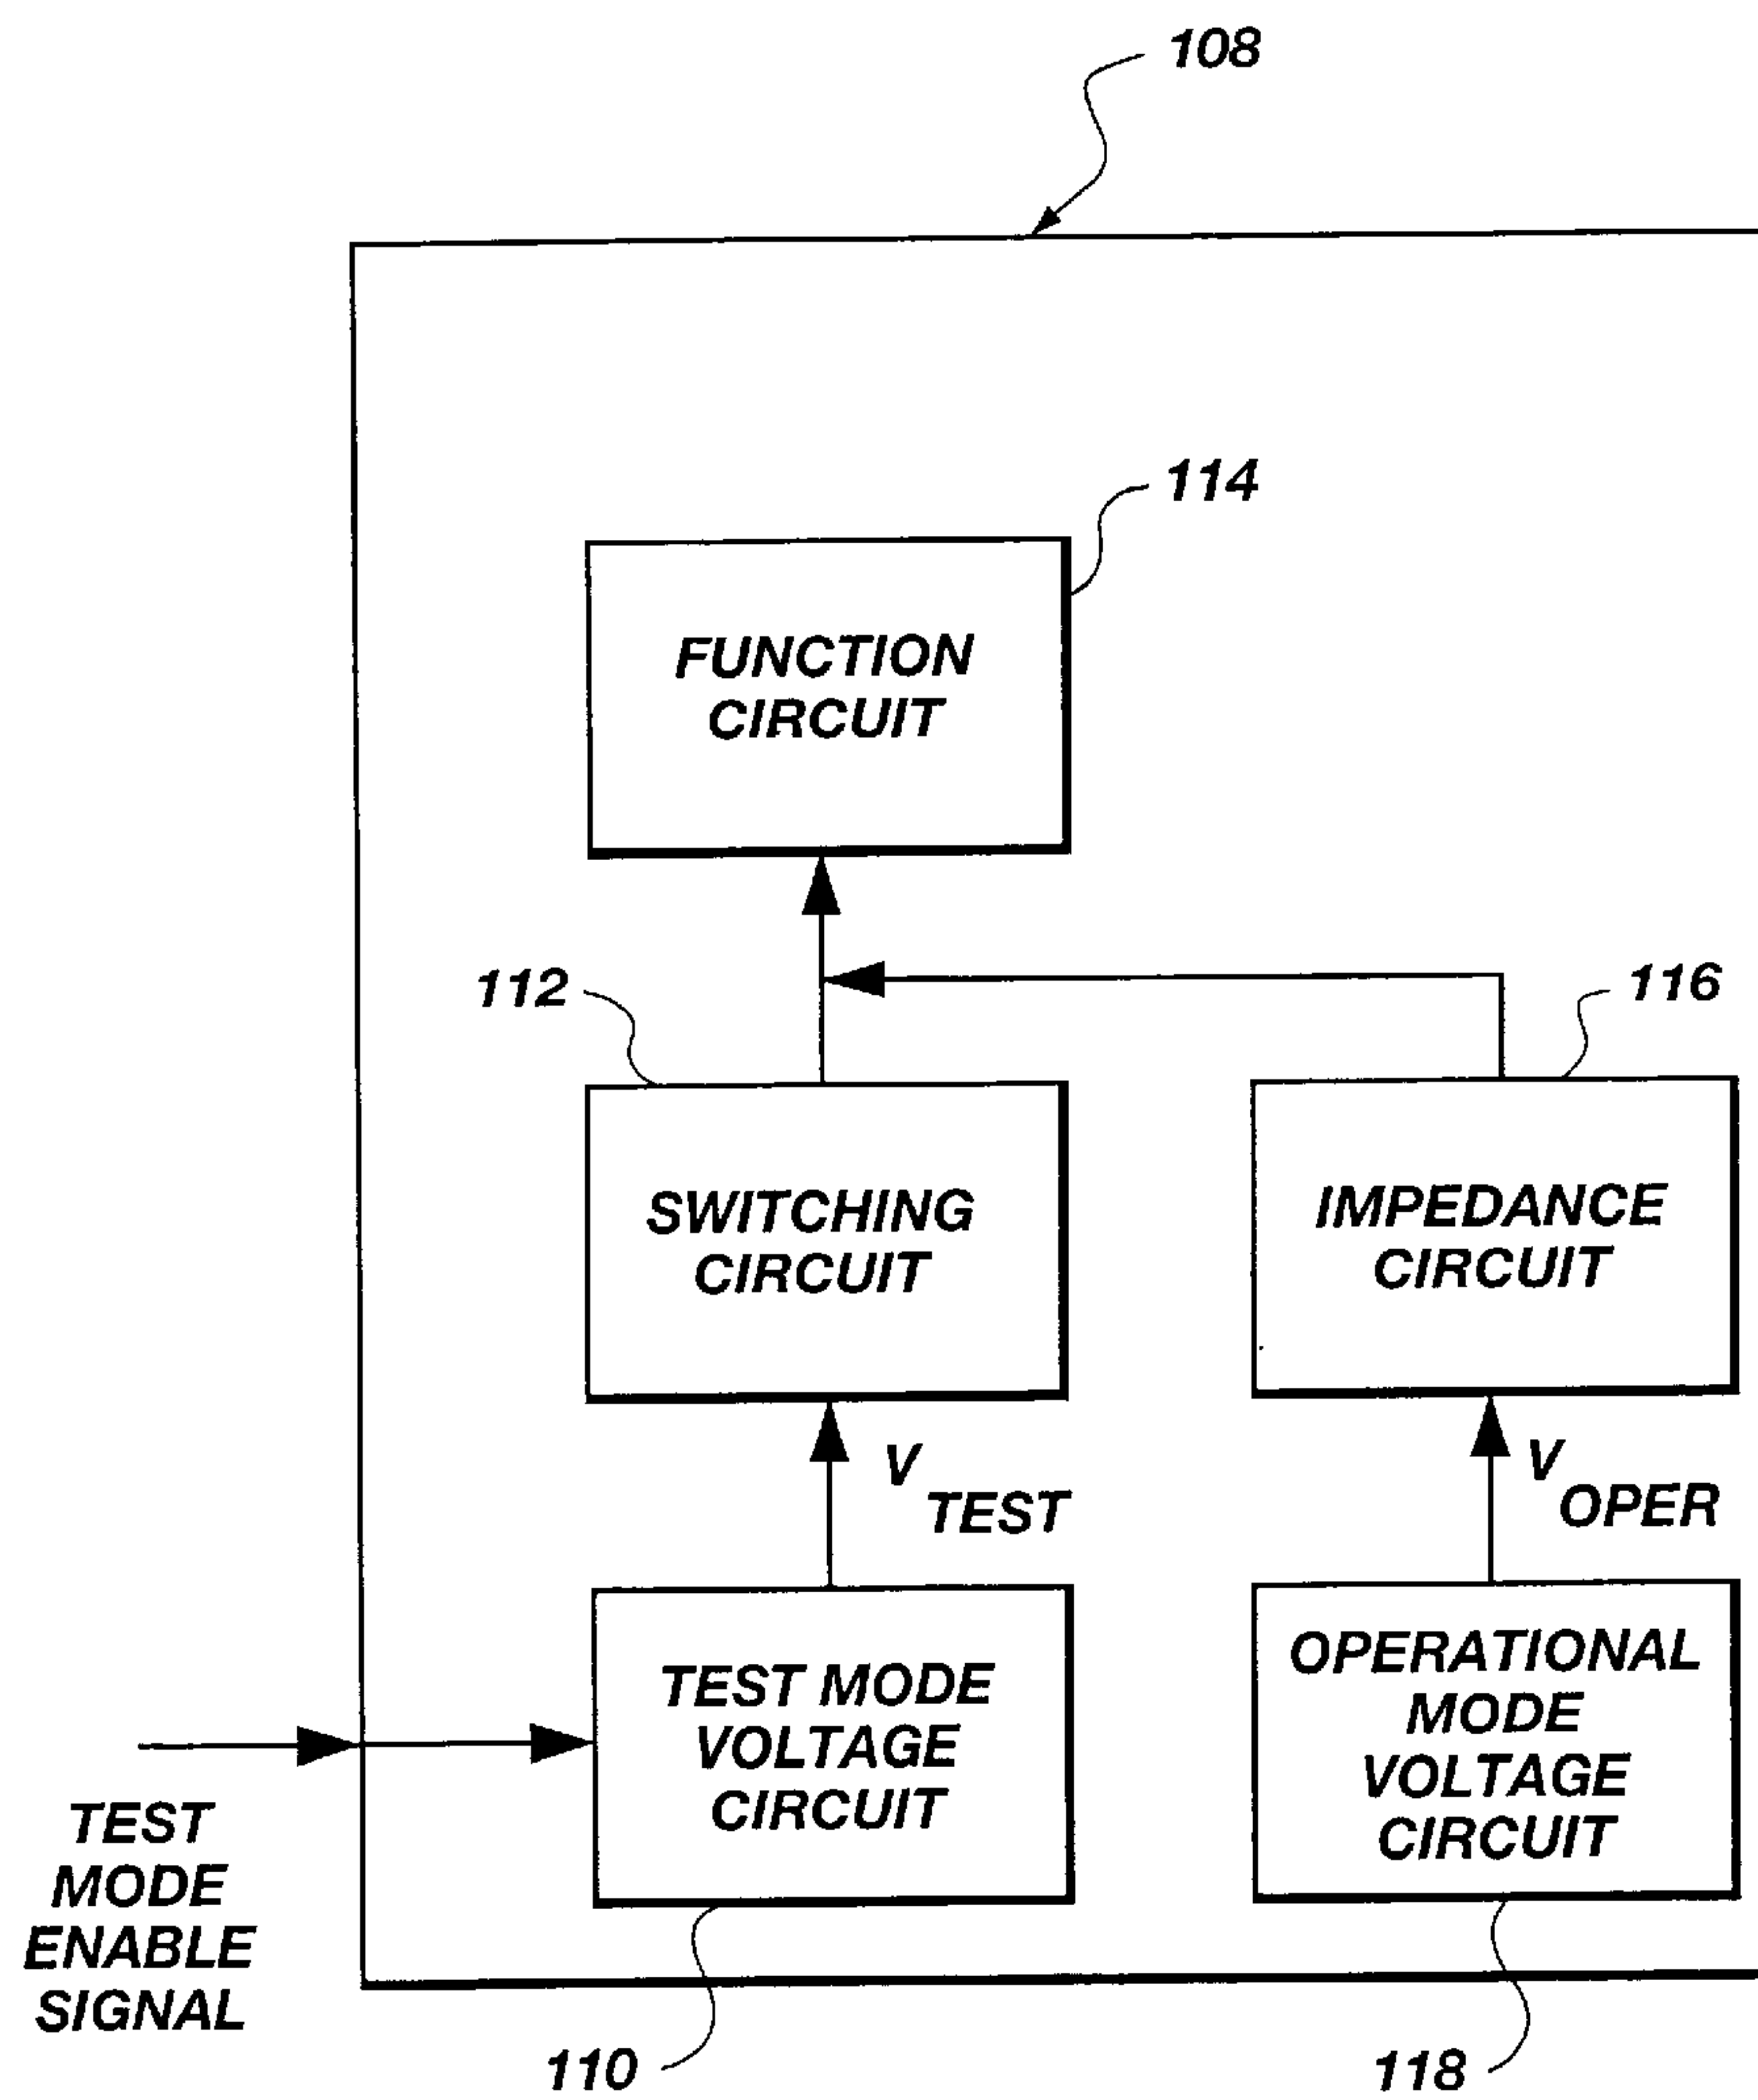 108
114
FUNCTION
CIRCUIT
112
116
SWITCHING
CIRCUIT
IMPEDANCE
CIRCUIT
V TEST
V OPER
TEST MODE
VOLTAGE
CIRCUIT
OPERATIONAL
MODE
VOLTAGE
CIRCUIT
TEST
MODE
ENABLE
SIGNAL
110
118